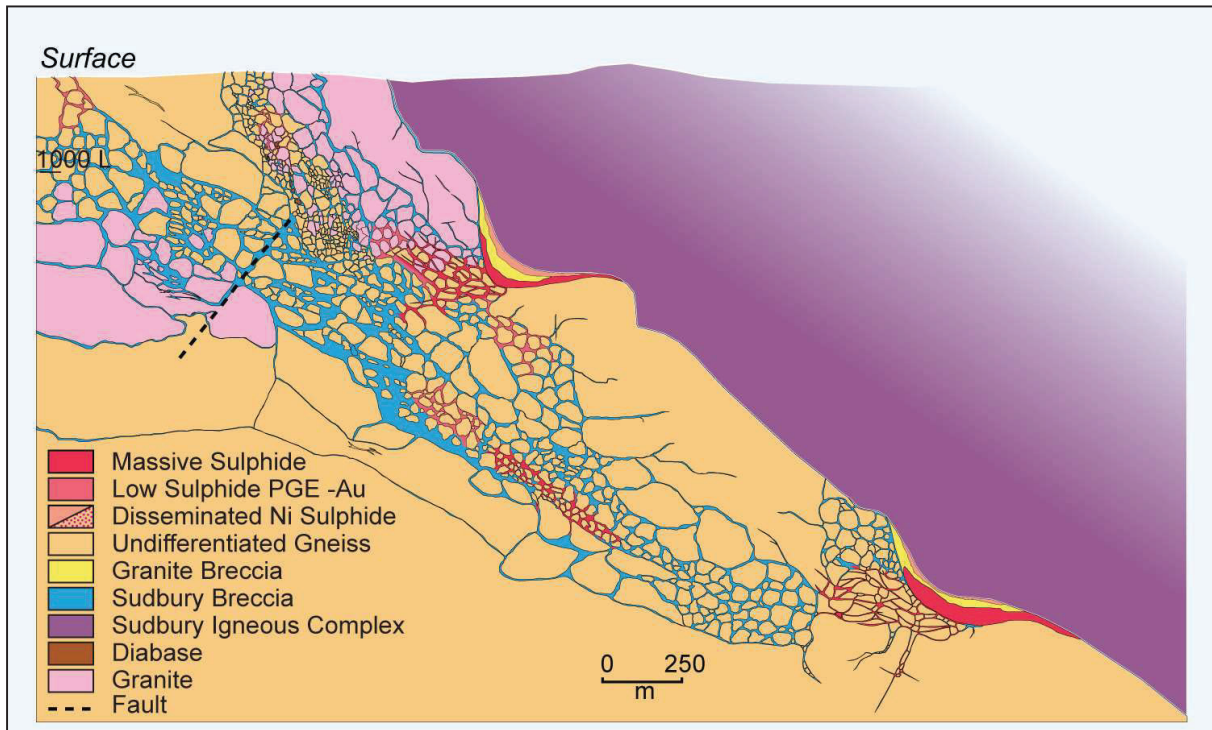 Surface
1000 L
Massive Sulphide
Low Sulphide PGE -Au
Disseminated Ni Sulphide
Undifferentiated Gneiss
Granite Breccia
Sudbury Breccia
Sudbury Igneous Complex
Diabase
Granite
Fault
0 250
m